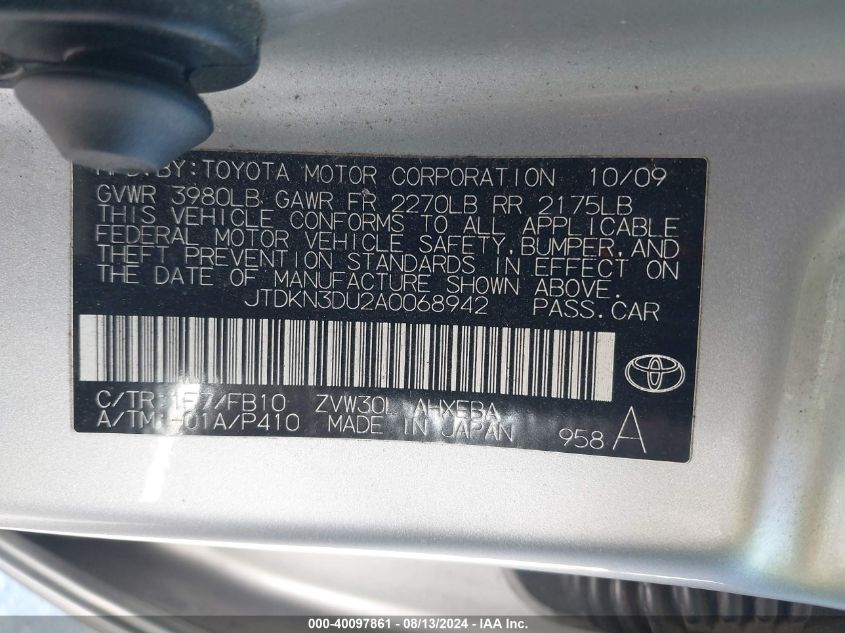 MFD.BY:TOYOTA MOTOR CORPORATION 10/09
GVWR 3980LB GAWR FR 2270LB RR 2175LB
THIS VEHICLE CONFORMS TO ALL APPLICABLE
FEDERAL MOTOR VEHICLE SAFETY,BUMPER,AND
THEFT PREVENTION STANDARDS IN EFFECT ON
THE DATE OF MANUFACTURE SHOWN ABOVE.
JTDKN3DU2A0068942 PASS.CAR
C/TR:1F7/FB10 ZVW30L AHXEBA
A/TM:-01A/P410 MADE IN JAPAN 958 A
000-40097861 - 08/13/2024 - IAA Inc.